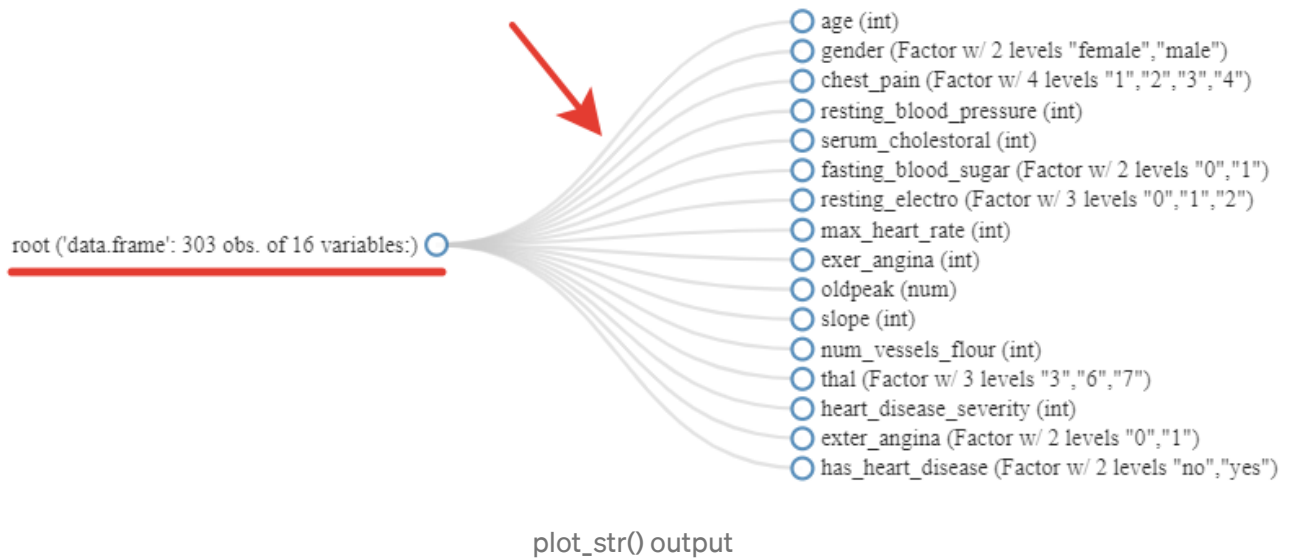 age (int)
gender (Factor w/ 2 levels "female","male")
chest_pain (Factor w/ 4 levels "1","2","3","4")
resting_blood_pressure (int)
serum_cholestoral (int)
fasting_blood_sugar (Factor w/ 2 levels "0","1")
resting_electro (Factor w/ 3 levels "0","1","2")
max_heart_rate (int)
root ('data.frame': 303 obs. of 16 variables:)
exer_angina (int)
oldpeak (num)
slope (int)
num_vessels_flour (int)
thal (Factor w/ 3 levels "3","6","7")
heart_disease_severity (int)
exter_angina (Factor w/ 2 levels "0","1")
has_heart_disease (Factor w/ 2 levels "no","yes")
plot_str() output